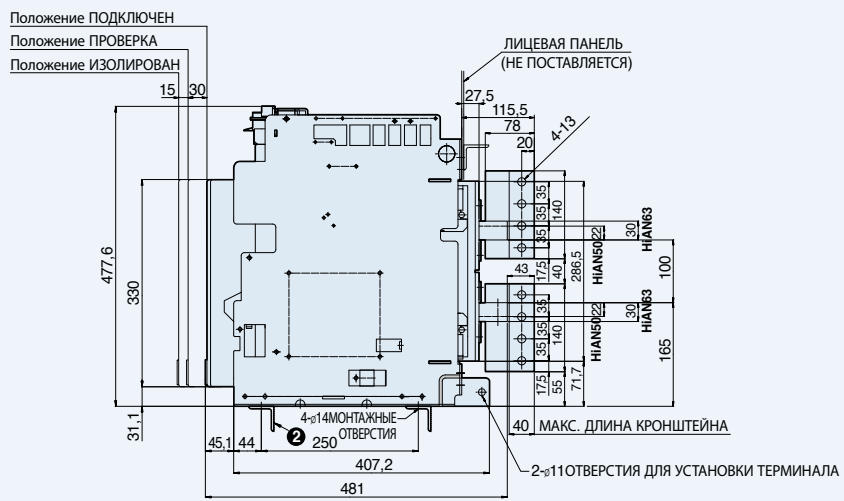 Положение ПОДКЛЮЧЕН
Положение ПРОВЕРКА
Положение ИЗОЛИРОВАН
15
30
ЛИЦЕВАЯ ПАНЕЛЬ
(НЕ ПОСТАВЛЯЕТСЯ)
27,5
115,5
78
20
4-13
35
35
35
140
17,5
40
286,5
22
HiAN50
30
HiAN63
100
43
35
35
35
140
17,5
55
71,7
22
HiAN50
30
HiAN63
165
477,6
330
31,1
45,1
44
250
407,2
481
2
4-ø14МОНТАЖНЫЕ
ОТВЕРСТИЯ
40
МАКС. ДЛИНА КРОНШТЕЙНА
2-ø11ОТВЕРСТИЯ ДЛЯ УСТАНОВКИ ТЕРМИНАЛА